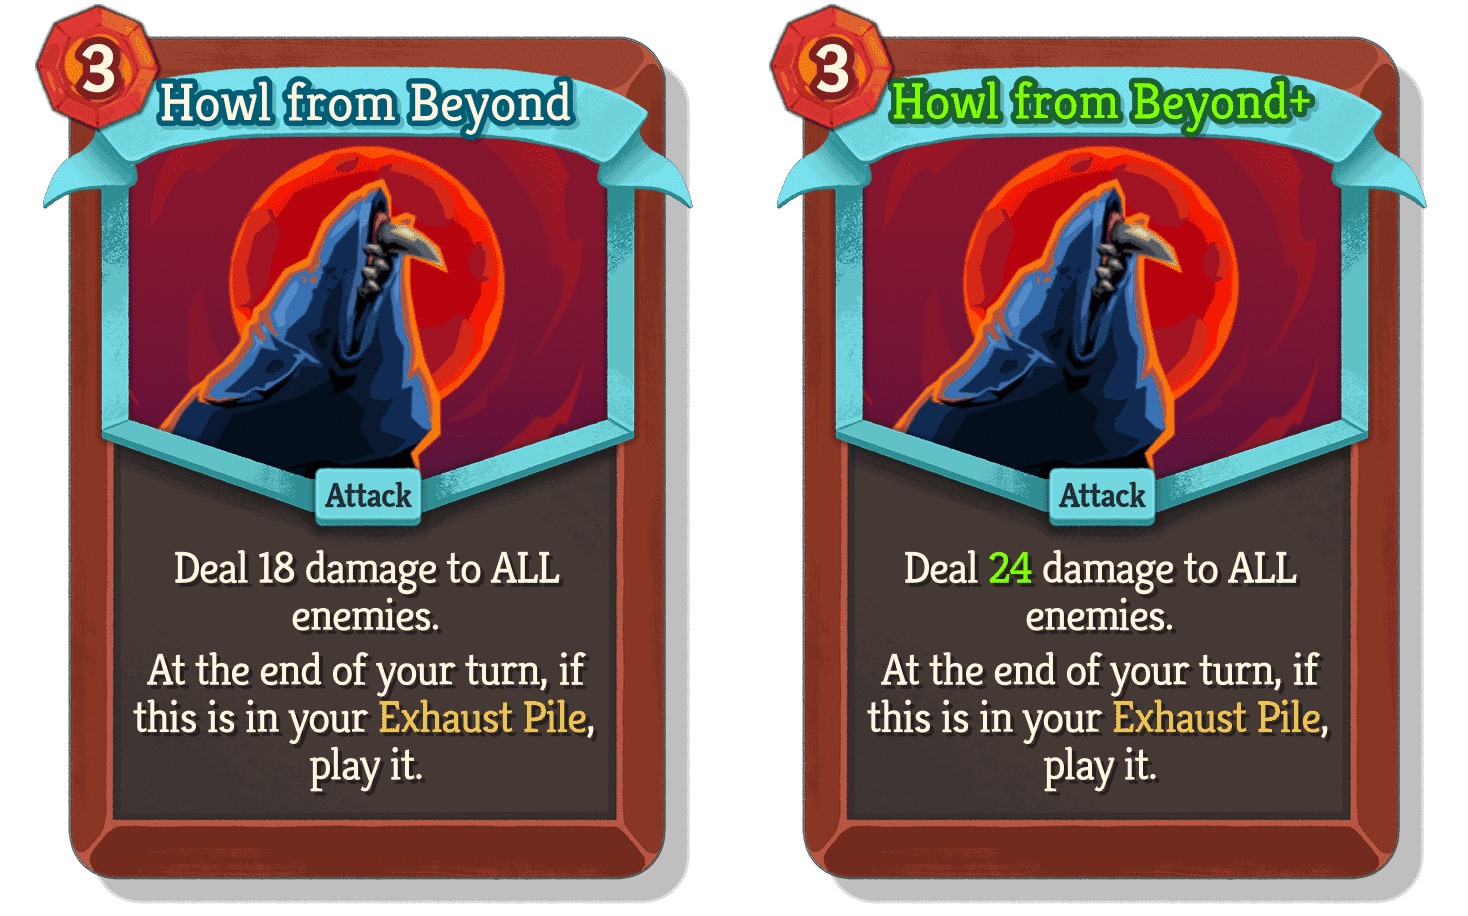 3
Howl from Beyond
Attack
Deal 18 damage to ALL
enemies.
At the end of your turn, if
this is in your Exhaust Pile,
play it.
3
Howl from Beyond+
Attack
Deal 24 damage to ALL
enemies.
At the end of your turn, if
this is in your Exhaust Pile,
play it.